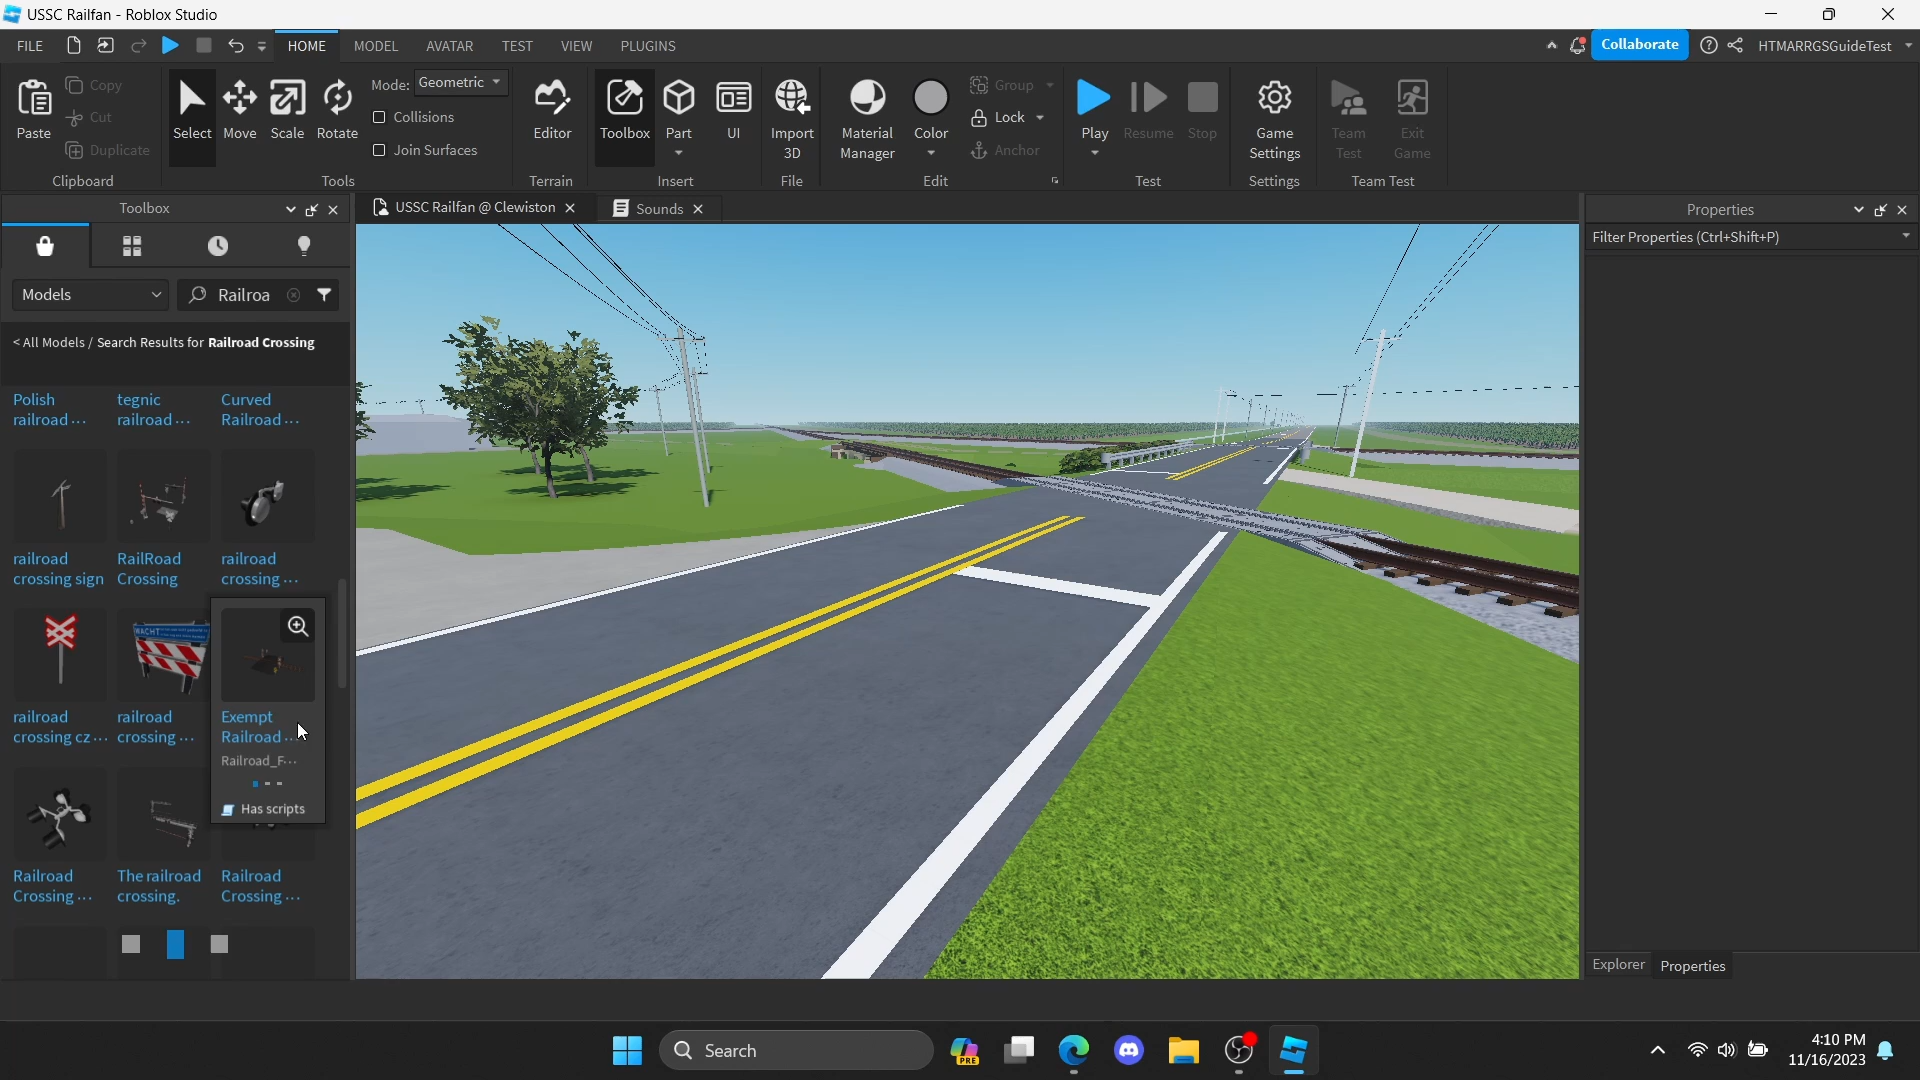 USSC Railfan - Roblox Studio
FILE
HOME
MODEL
AVATAR
TEST
VIEW
PLUGINS
Collaborate
HTMARRGSGuideTest
Paste
Copy
Cut
Duplicate
Clipboard
Select
Move
Scale
Rotate
Mode: Geometric
Collisions
Join Surfaces
Tools
Editor
Terrain
Toolbox
Part
UI
Insert
Import
3D
File
Material
Manager
Color
Group
Lock
Anchor
Edit
Play
Resume
Stop
Test
Game
Settings
Settings
Team
Test
Exit
Game
Team Test
Toolbox
USSC Railfan @ Clewiston
Sounds
Properties
Filter Properties (Ctrl+Shift+P)
Models
Railroa
< All Models / Search Results for Railroad Crossing
Polish
railroad ...
tegnic
railroad ...
Curved
Railroad ...
railroad
crossing sign
RailRoad
Crossing
railroad
crossing ...
WACHT
railroad
crossing cz...
railroad
crossing ...
Exempt
Railroad ...
Railroad_F...
Has scripts
Railroad
Crossing ...
The railroad
crossing.
Railroad
Crossing ...
Explorer
Properties
Search
PRE
4:10 PM
11/16/2023